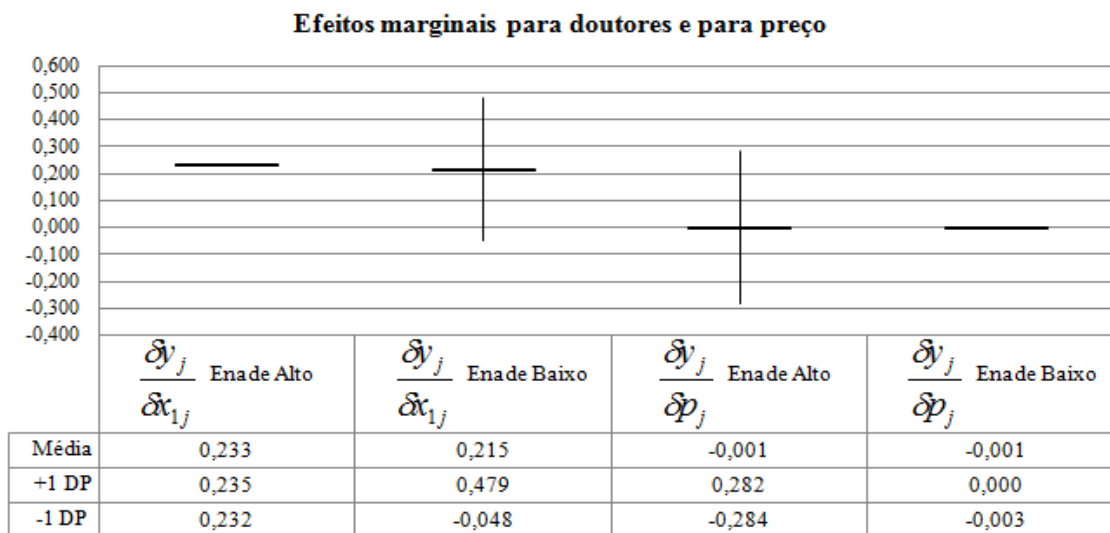 Efeitos marginais para doutores e para preço
0,600
0,500
0,400
0,300
0,200
0,100
0,000
-0,100
-0,200
-0,300
-0,400
δy_j / δx_1j Enade Alto
δy_j / δx_1j Enade Baixo
δy_j / δp_j Enade Alto
δy_j / δp_j Enade Baixo
Média 0,233 0,215 -0,001 -0,001
+1 DP 0,235 0,479 0,282 0,000
-1 DP 0,232 -0,048 -0,284 -0,003